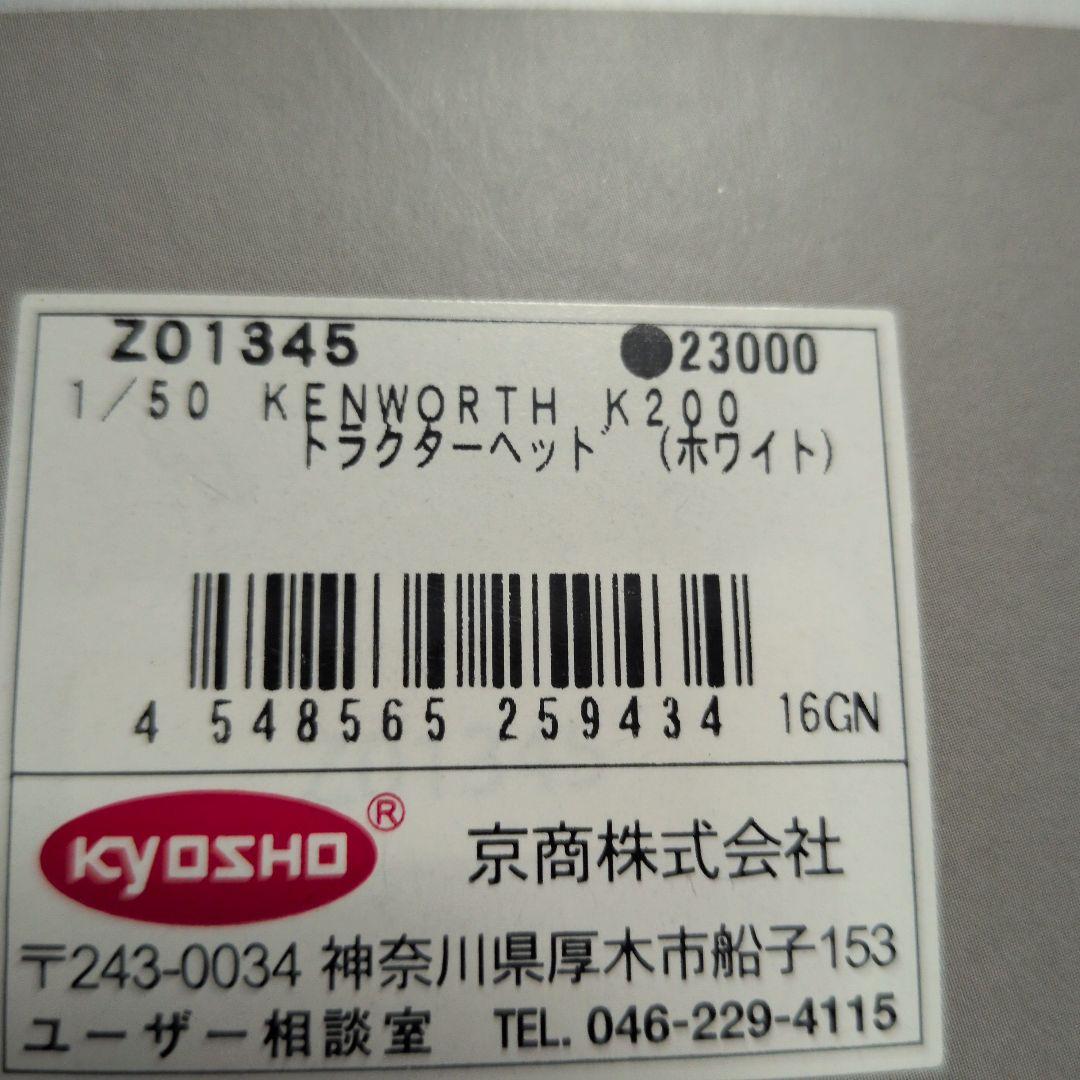 Z01345 ●23000
1/50 KENWORTH K200
トラクターヘッド (ホワイト)
4 548565 259434 16GN
KYOSHO® 京商株式会社
〒243-0034 神奈川県厚木市船子153
ユーザー相談室 TEL. 046-229-4115